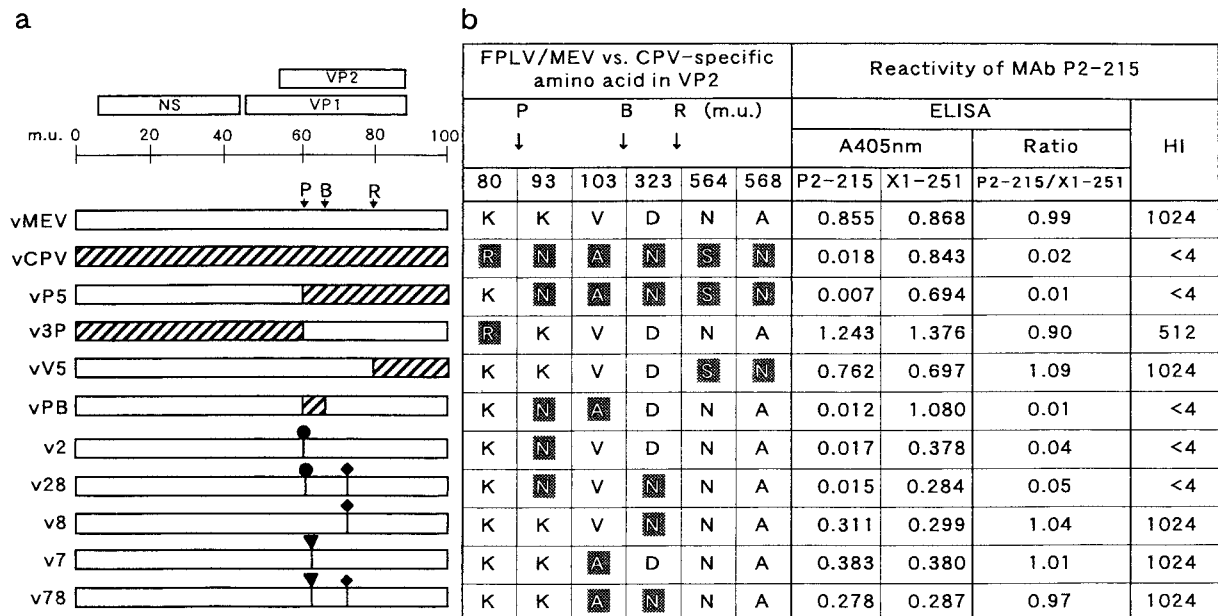 a
VP2
NS VP1
m.u. 0 20 40 60 80 100
P B R
vMEV
vCPV
vP5
v3P
vV5
vPB
v2
v28
v8
v7
v78
b
FPLV/MEV vs. CPV-specific amino acid in VP2
Reactivity of MAb P2-215
P B R (m.u.)
ELISA
HI
A405nm Ratio
80 93 103 323 564 568 P2-215 X1-251 P2-215/X1-251
K K V D N A 0.855 0.868 0.99 1024
R N A N S N 0.018 0.843 0.02 <4
K N A N S N 0.007 0.694 0.01 <4
R K V D N A 1.243 1.376 0.90 512
K K V D S N 0.762 0.697 1.09 1024
K N A D N A 0.012 1.080 0.01 <4
K N V D N A 0.017 0.378 0.04 <4
K N V N N A 0.015 0.284 0.05 <4
K K V N N A 0.311 0.299 1.04 1024
K K A D N A 0.383 0.380 1.01 1024
K K A N N A 0.278 0.287 0.97 1024